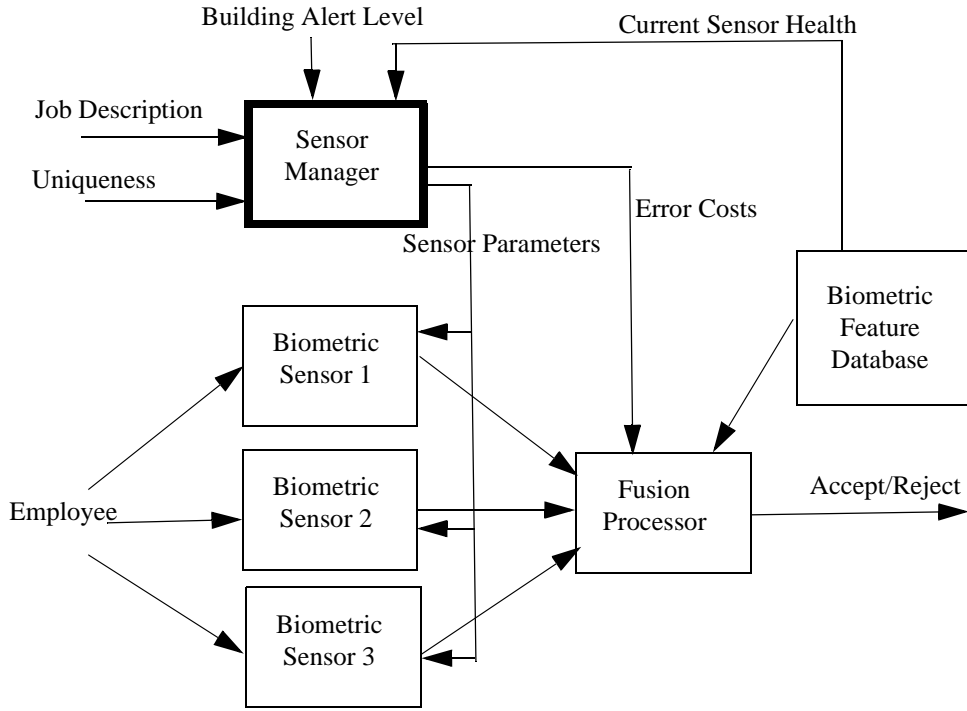 Building Alert Level
Current Sensor Health
Job Description
Uniqueness
Sensor
Manager
Error Costs
Sensor Parameters
Biometric
Feature
Database
Biometric
Sensor 1
Employee
Biometric
Sensor 2
Biometric
Sensor 3
Fusion
Processor
Accept/Reject